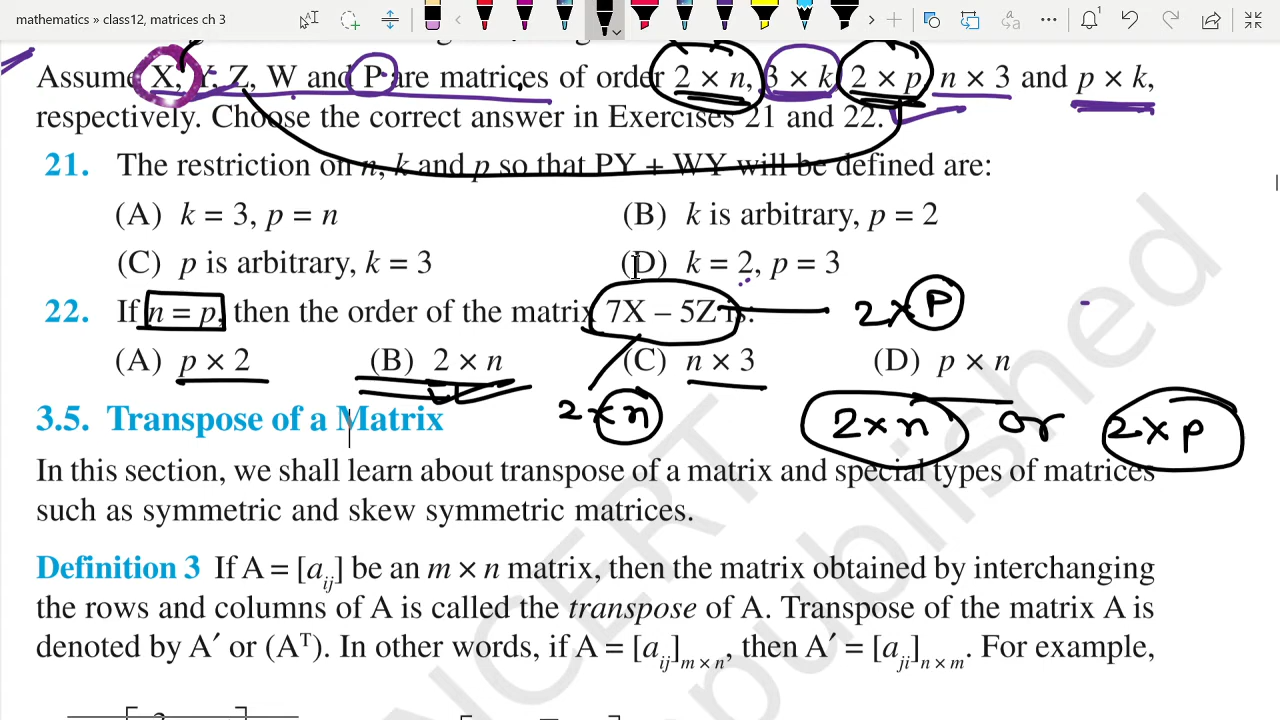 mathematics » class12, matrices ch 3
Assume X, Y, Z, W and P are matrices of order 2 × n, 3 × k, 2 × p, n × 3 and p × k,
respectively. Choose the correct answer in Exercises 21 and 22.
21. The restriction on n, k and p so that PY + WY will be defined are:
(A) k = 3, p = n (B) k is arbitrary, p = 2
(C) p is arbitrary, k = 3 (D) k = 2, p = 3
22. If n = p, then the order of the matrix 7X – 5Z is: 2 × P
(A) p × 2 (B) 2 × n (C) n × 3 (D) p × n
2 × n 2 × n or 2 × p
3.5. Transpose of a Matrix
In this section, we shall learn about transpose of a matrix and special types of matrices
such as symmetric and skew symmetric matrices.
Definition 3 If A = [aij] be an m × n matrix, then the matrix obtained by interchanging
the rows and columns of A is called the transpose of A. Transpose of the matrix A is
denoted by A′ or (Aᵀ). In other words, if A = [aij]m × n, then A′ = [aji]n × m. For example,
NCERT
published